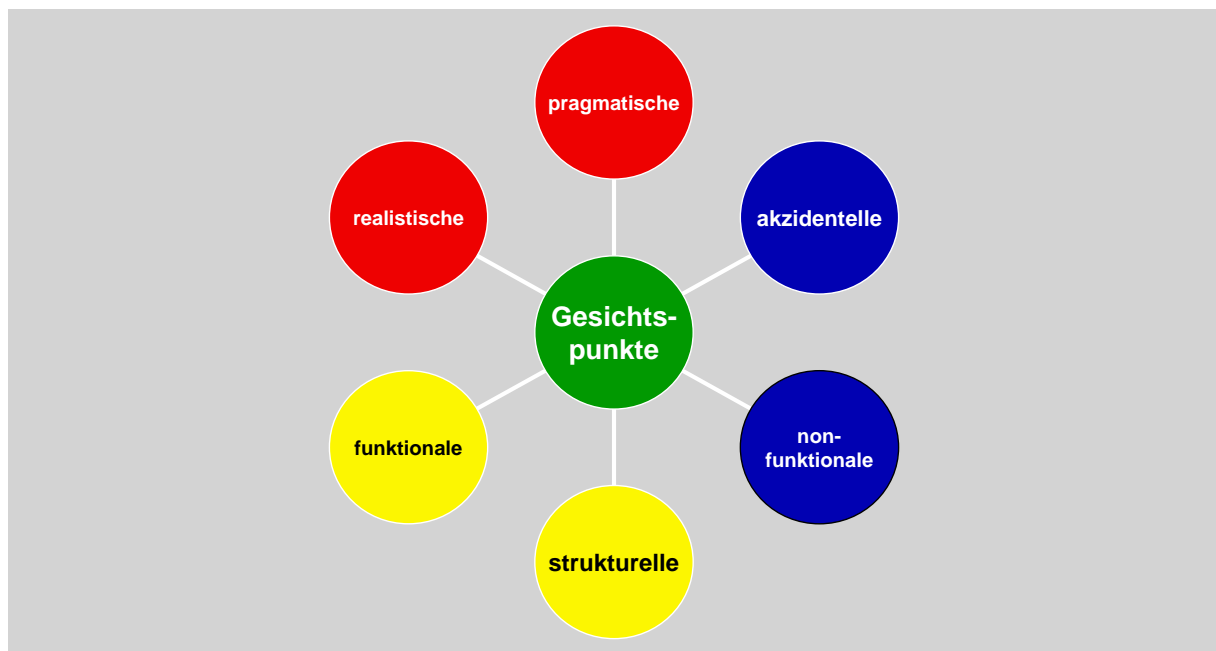 pragmatische
realistische
akzidentelle
Gesichts-
punkte
funktionale
non-
funktionale
strukturelle